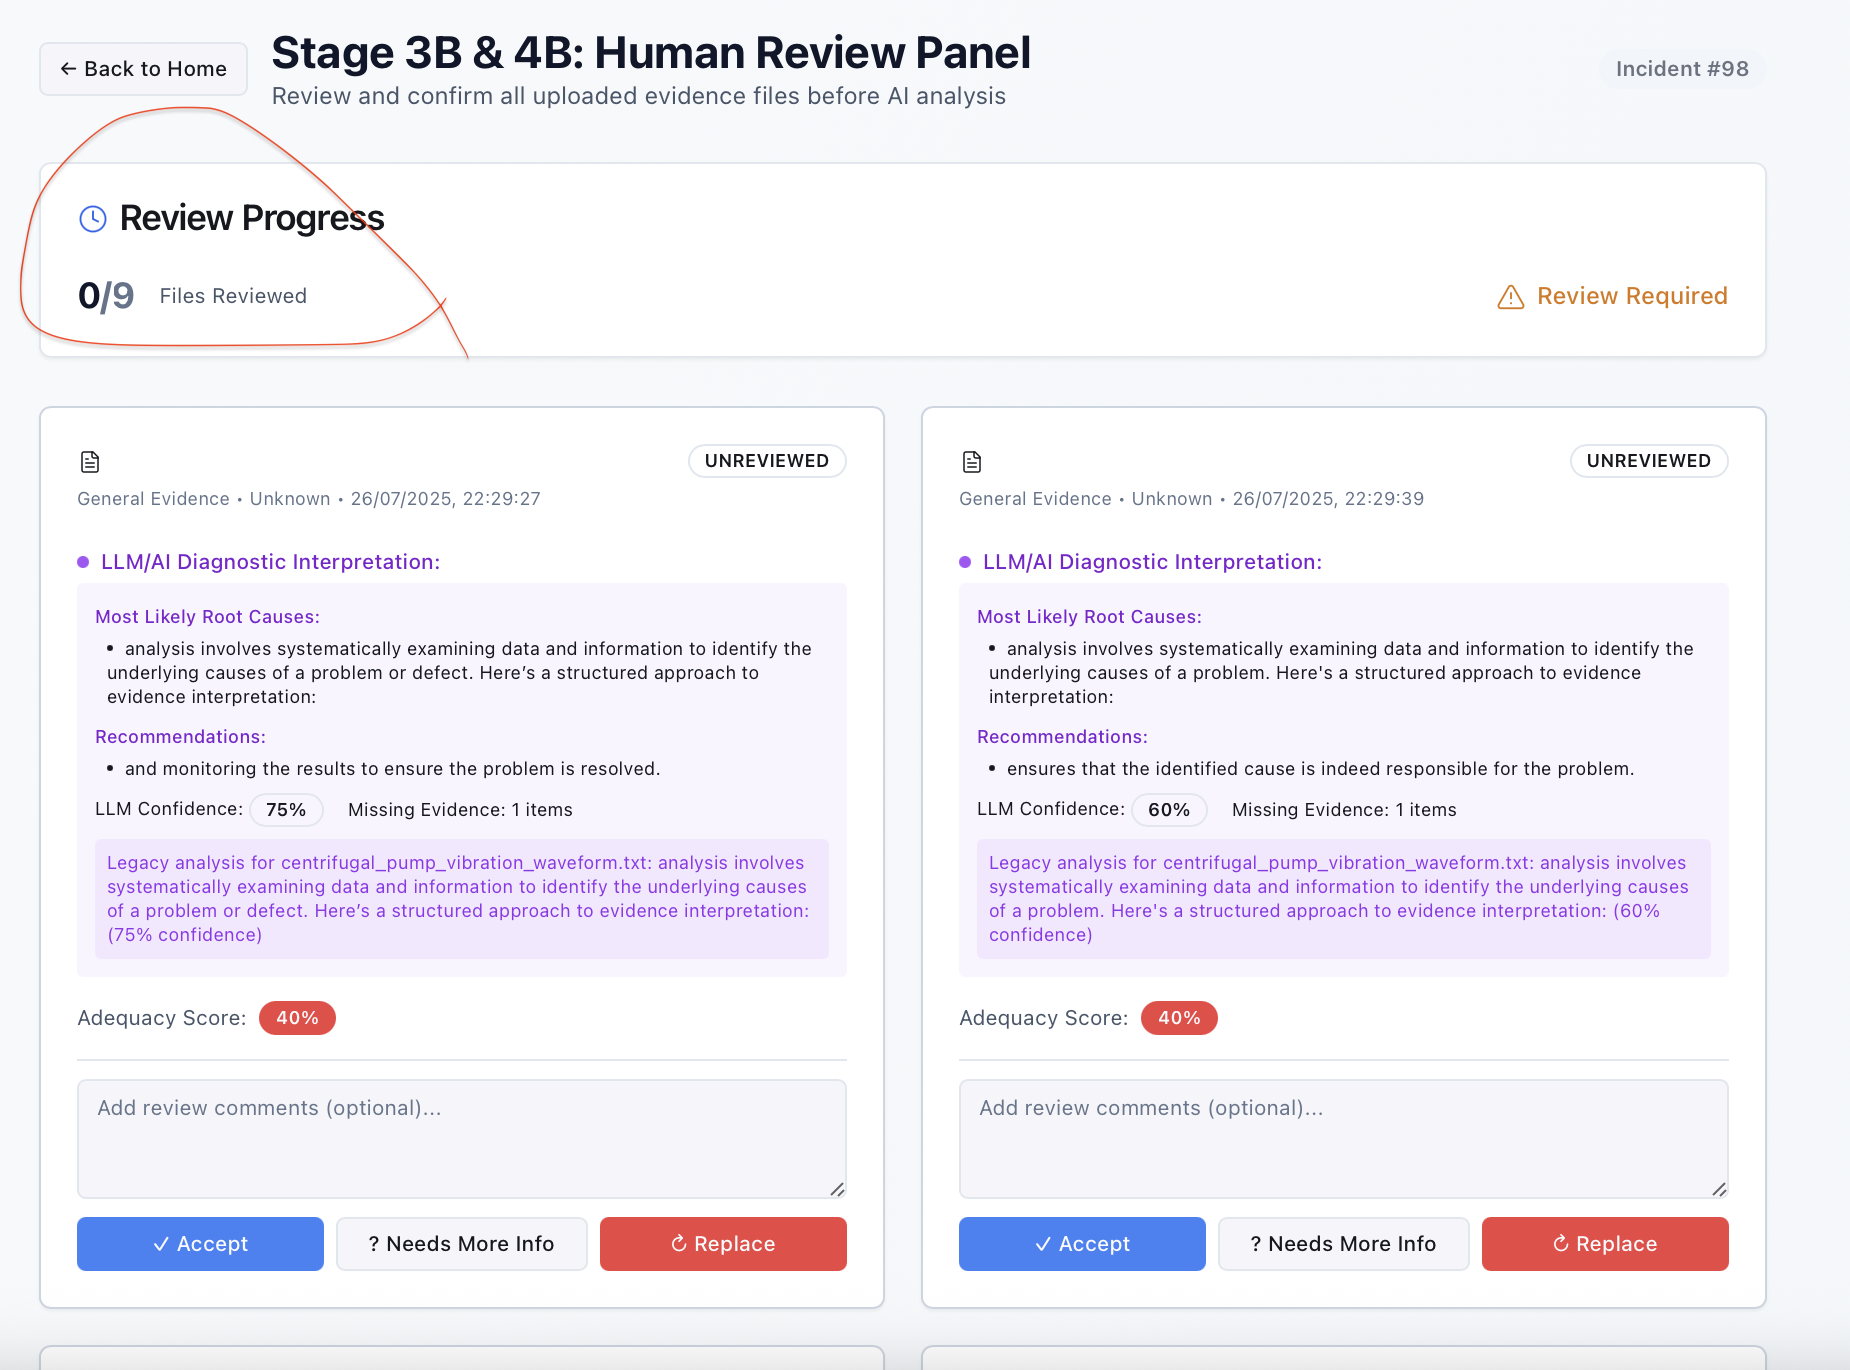 ← Back to Home
Stage 3B & 4B: Human Review Panel
Review and confirm all uploaded evidence files before AI analysis
Incident #98
Review Progress
0/9 Files Reviewed
Review Required
UNREVIEWED
General Evidence • Unknown • 26/07/2025, 22:29:27
LLM/AI Diagnostic Interpretation:
Most Likely Root Causes:
• analysis involves systematically examining data and information to identify the
underlying causes of a problem or defect. Here’s a structured approach to
evidence interpretation:
Recommendations:
• and monitoring the results to ensure the problem is resolved.
LLM Confidence: 75% Missing Evidence: 1 items
Legacy analysis for centrifugal_pump_vibration_waveform.txt: analysis involves
systematically examining data and information to identify the underlying causes
of a problem or defect. Here’s a structured approach to evidence interpretation:
(75% confidence)
Adequacy Score: 40%
Add review comments (optional)...
✓ Accept
? Needs More Info
↻ Replace
UNREVIEWED
General Evidence • Unknown • 26/07/2025, 22:29:39
LLM/AI Diagnostic Interpretation:
Most Likely Root Causes:
• analysis involves systematically examining data and information to identify the
underlying causes of a problem. Here's a structured approach to evidence
interpretation:
Recommendations:
• ensures that the identified cause is indeed responsible for the problem.
LLM Confidence: 60% Missing Evidence: 1 items
Legacy analysis for centrifugal_pump_vibration_waveform.txt: analysis involves
systematically examining data and information to identify the underlying causes
of a problem. Here's a structured approach to evidence interpretation: (60%
confidence)
Adequacy Score: 40%
Add review comments (optional)...
✓ Accept
? Needs More Info
↻ Replace